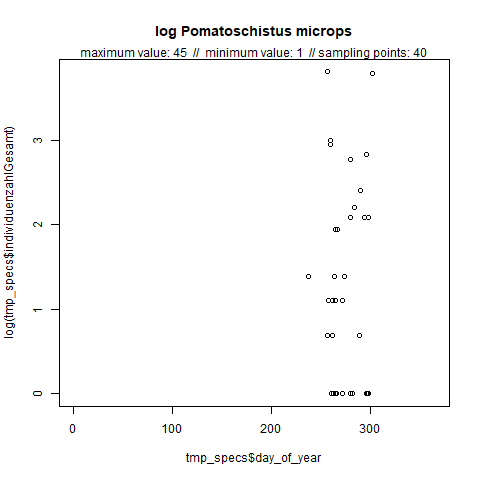 log Pomatoschistus microps
maximum value: 45 // minimum value: 1 // sampling points: 40
log(tmp_specs$individuenzahlGesamt)
3
2
1
0
0 100 200 300
tmp_specs$day_of_year